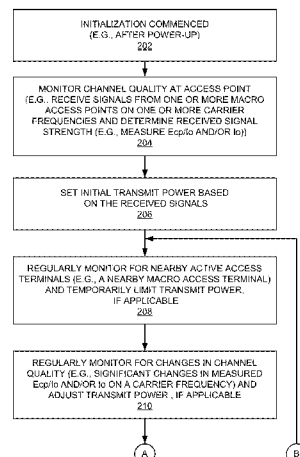 INITIALIZATION COMMENCED
(E.G., AFTER POWER-UP)
202
MONITOR CHANNEL QUALITY AT ACCESS POINT
(E.G., RECEIVE SIGNALS FROM ONE OR MORE MACRO
ACCESS POINTS ON ONE OR MORE CARRIER
FREQUENCIES AND DETERMINE RECEIVED SIGNAL
STRENGTH (E.G., MEASURE Ecp/Io AND/OR Io))
204
SET INITIAL TRANSMIT POWER BASED
ON THE RECEIVED SIGNALS
206
REGULARLY MONITOR FOR NEARBY ACTIVE ACCESS
TERMINALS (E.G., A NEARBY MACRO ACCESS TERMINAL)
AND TEMPORARILY LIMIT TRANSMIT POWER,
IF APPLICABLE
208
REGULARLY MONITOR FOR CHANGES IN CHANNEL
QUALITY (E.G., SIGNIFICANT CHANGES IN MEASURED
Ecp/Io AND/OR Io ON A CARRIER FREQUENCY) AND
ADJUST TRANSMIT POWER , IF APPLICABLE
210
A
B